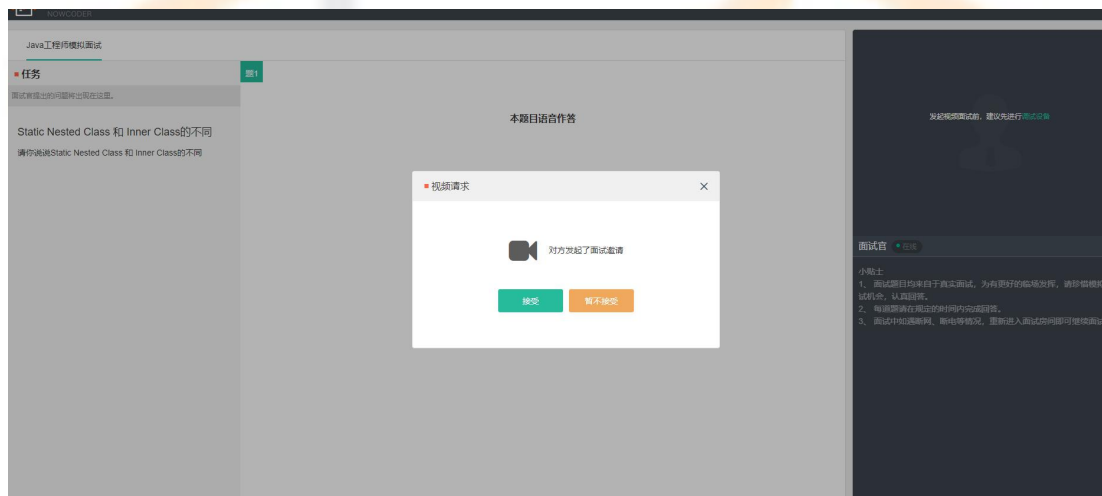 NOWCODER
Java工程师模拟面试
任务
面试官提出的问题将出现在这里。
Static Nested Class 和 Inner Class的不同
请你说说Static Nested Class 和 Inner Class的不同
题1
本题目语音作答
视频请求
对方发起了面试邀请
接受
暂不接受
发起视频面试前,建议先进行调试设备
面试官
在线
小贴士
1、 面试题目均来自于真实面试,为有更好的临场发挥,请珍惜模拟
试机会,认真回答。
2、 每道题请在规定的时间内完成回答。
3、 面试中如遇断网、断电等情况,重新进入面试房间即可继续面试